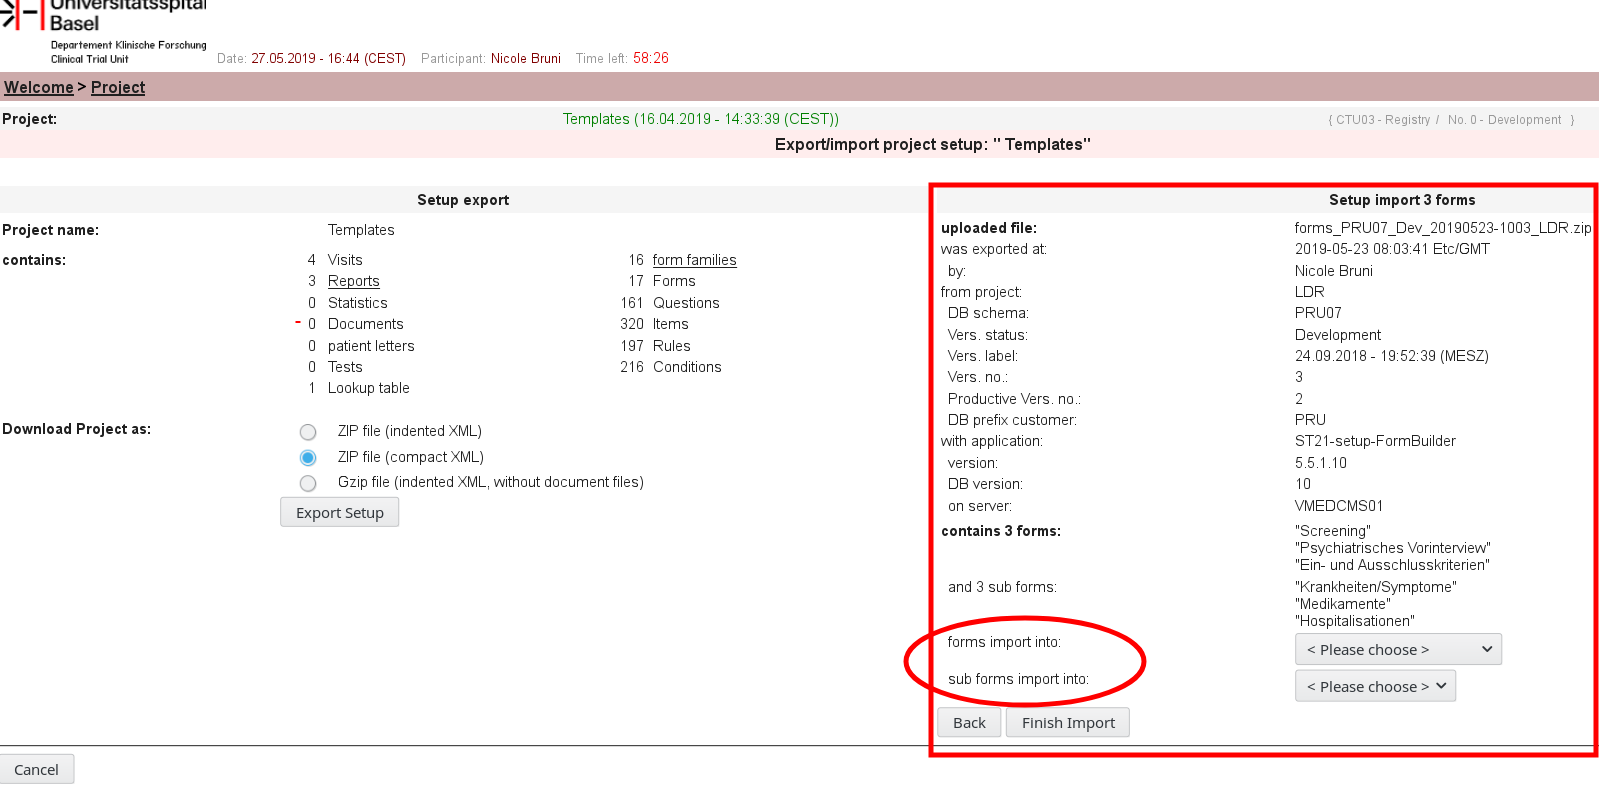 Universitätsspital
Basel
Departement Klinische Forschung
Clinical Trial Unit
Date: 27.05.2019 - 16:44 (CEST) Participant: Nicole Bruni Time left: 58:26
Welcome > Project
Project: Templates (16.04.2019 - 14:33:39 (CEST)) { CTU03 - Registry / No. 0 - Development }
Export/import project setup: " Templates"
Setup export
Project name: Templates
contains: 4 Visits 16 form families
3 Reports 17 Forms
0 Statistics 161 Questions
- 0 Documents 320 Items
0 patient letters 197 Rules
0 Tests 216 Conditions
1 Lookup table
Download Project as: ZIP file (indented XML)
ZIP file (compact XML)
Gzip file (indented XML, without document files)
Export Setup
Setup import 3 forms
uploaded file: forms_PRU07_Dev_20190523-1003_LDR.zip
was exported at: 2019-05-23 08:03:41 Etc/GMT
by: Nicole Bruni
from project: LDR
DB schema: PRU07
Vers. status: Development
Vers. label: 24.09.2018 - 19:52:39 (MESZ)
Vers. no.: 3
Productive Vers. no.: 2
DB prefix customer: PRU
with application: ST21-setup-FormBuilder
version: 5.5.1.10
DB version: 10
on server: VMEDCMS01
contains 3 forms: "Screening"
"Psychiatrisches Vorinterview"
"Ein- und Ausschlusskriterien"
and 3 sub forms: "Krankheiten/Symptome"
"Medikamente"
"Hospitalisationen"
forms import into: < Please choose >
sub forms import into: < Please choose >
Back Finish Import
Cancel